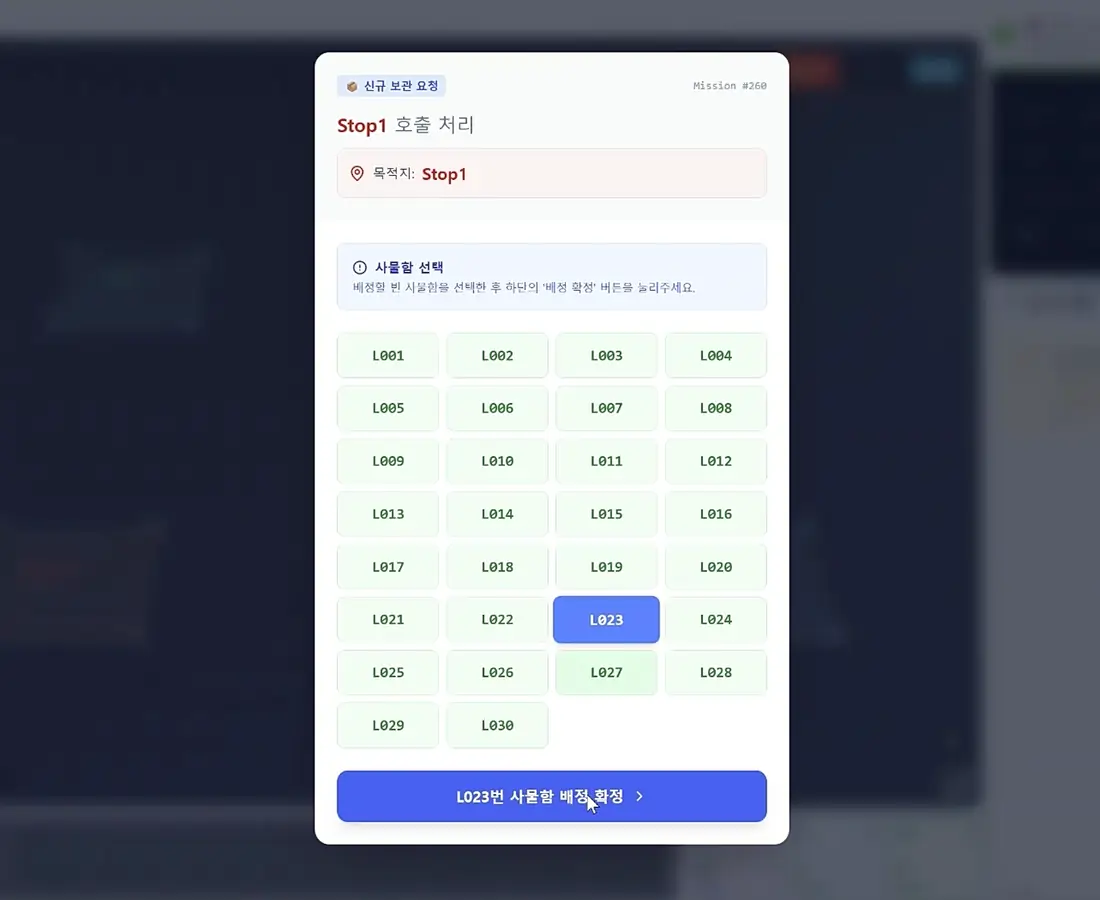 신규 보관 요청
Mission #260
Stop1 호출 처리
목적지: Stop1
사물함 선택
배정할 빈 사물함을 선택한 후 하단의 '배정 확정' 버튼을 눌러주세요.
L001 L002 L003 L004
L005 L006 L007 L008
L009 L010 L011 L012
L013 L014 L015 L016
L017 L018 L019 L020
L021 L022 L023 L024
L025 L026 L027 L028
L029 L030
L023번 사물함 배정 확정